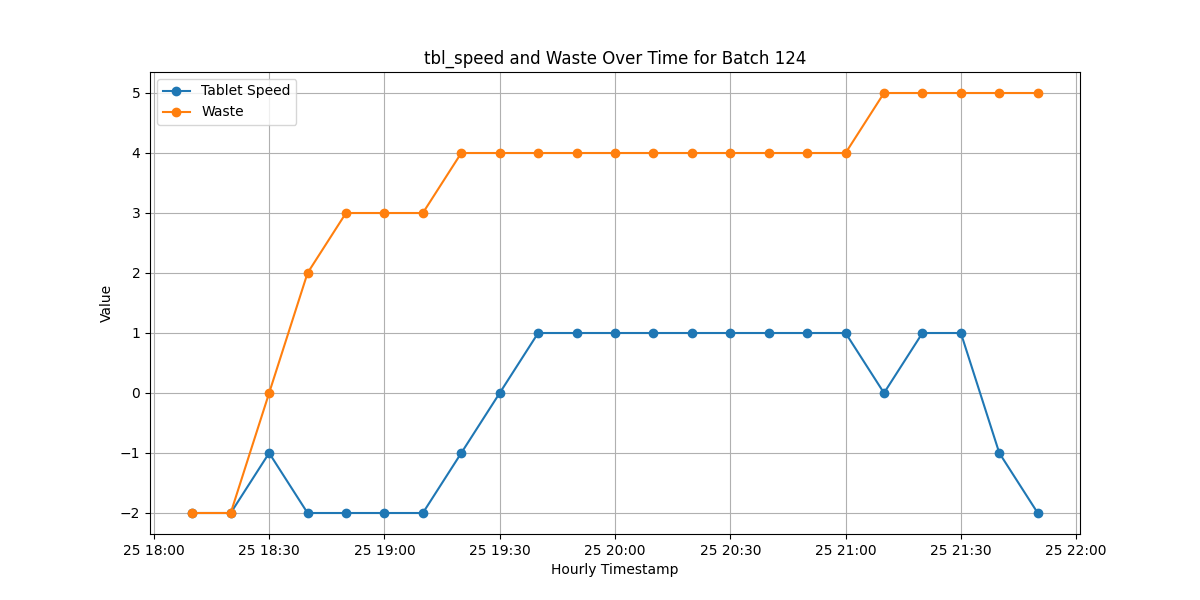 tbl_speed and Waste Over Time for Batch 124
Tablet Speed
Waste
Value
5
4
3
2
1
0
−1
−2
25 18:00 25 18:30 25 19:00 25 19:30 25 20:00 25 20:30 25 21:00 25 21:30 25 22:00
Hourly Timestamp